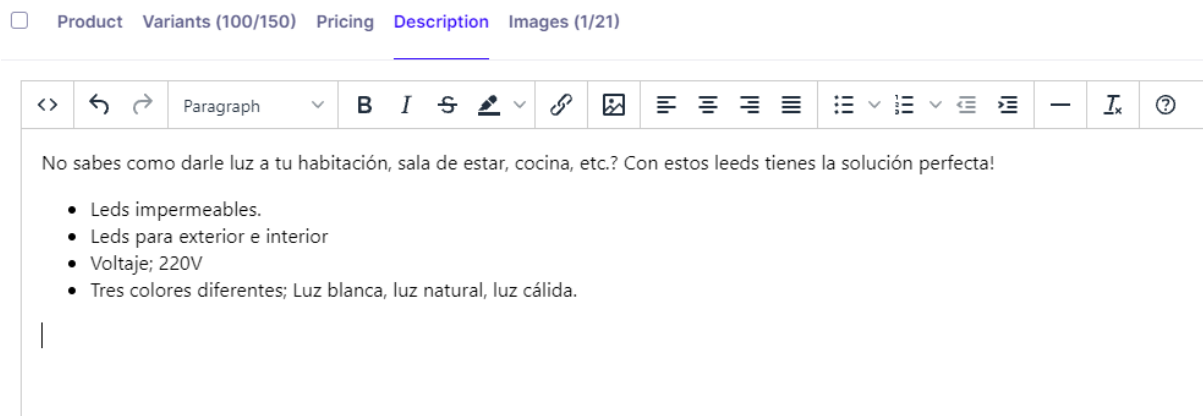 Product Variants (100/150) Pricing Description Images (1/21)
Paragraph
No sabes como darle luz a tu habitación, sala de estar, cocina, etc.? Con estos leeds tienes la solución perfecta!
Leds impermeables.
Leds para exterior e interior
Voltaje; 220V
Tres colores diferentes; Luz blanca, luz natural, luz cálida.